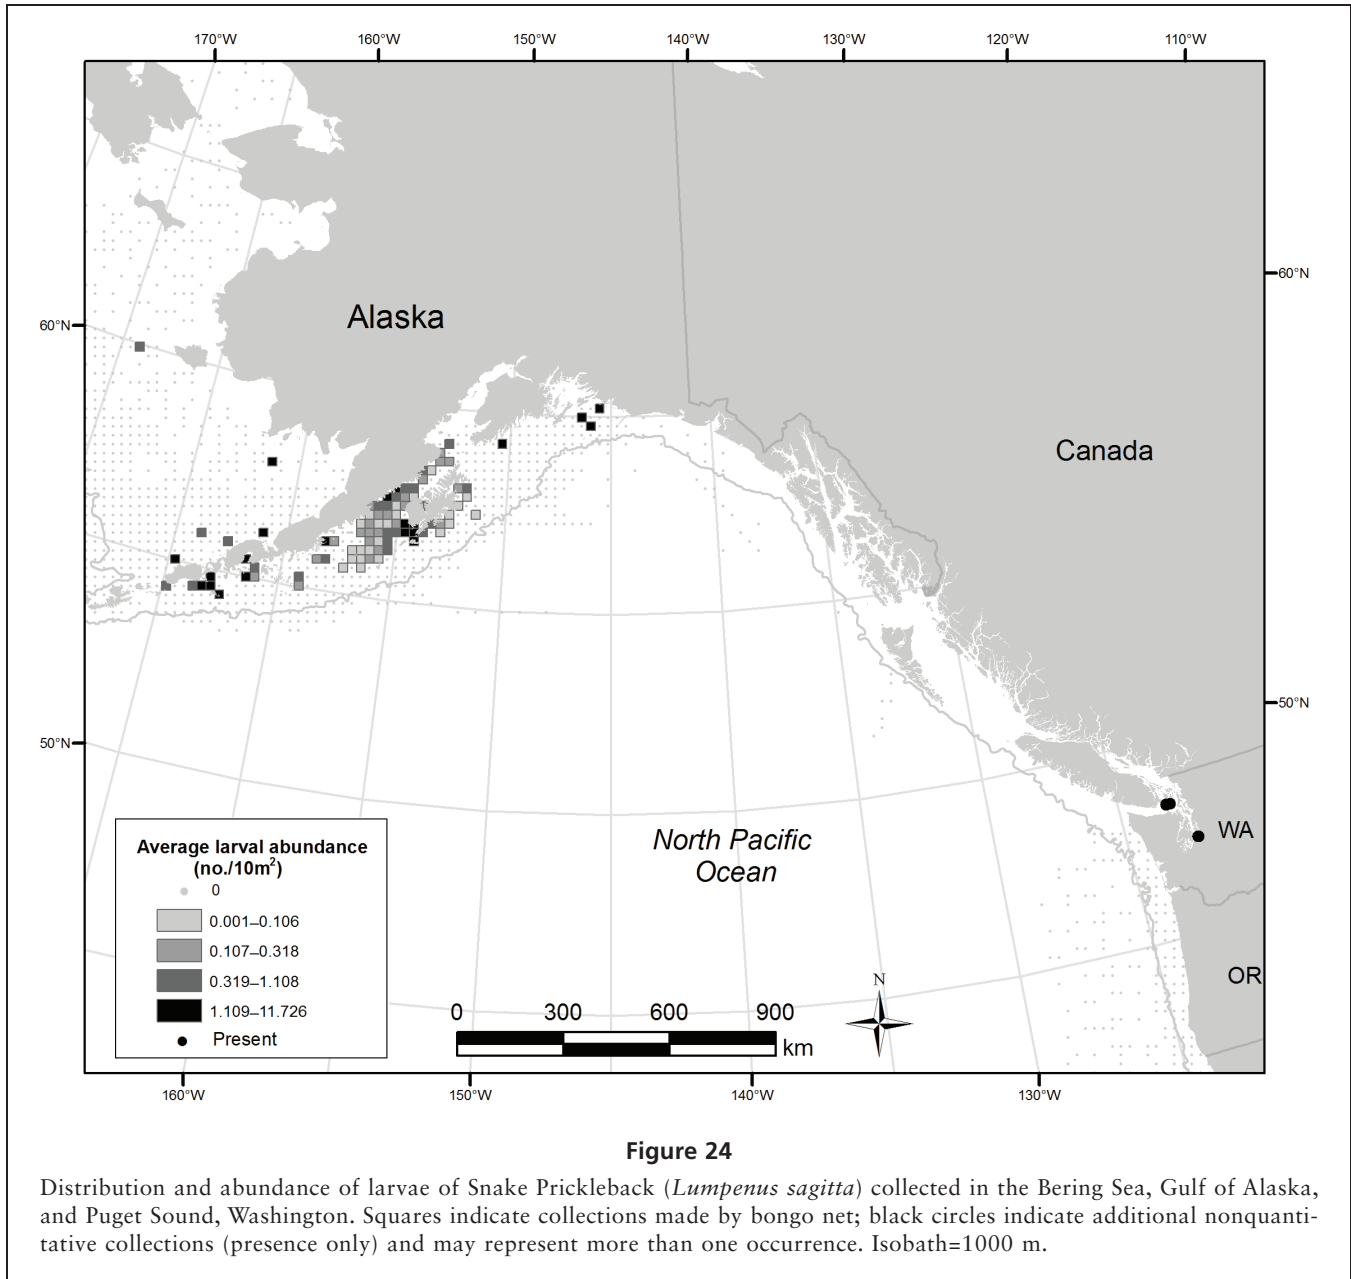 170°W 160°W 150°W 140°W 130°W 120°W 110°W
60°N
60°N
Alaska
Canada
50°N
50°N
North Pacific
Ocean
WA
OR
Average larval abundance
(no./10m²)
0
0.001–0.106
0.107–0.318
0.319–1.108
1.109–11.726
Present
0 300 600 900
km
N
160°W 150°W 140°W 130°W
Figure 24
Distribution and abundance of larvae of Snake Prickleback (Lumpenus sagitta) collected in the Bering Sea, Gulf of Alaska,
and Puget Sound, Washington. Squares indicate collections made by bongo net; black circles indicate additional nonquanti-
tative collections (presence only) and may represent more than one occurrence. Isobath=1000 m.